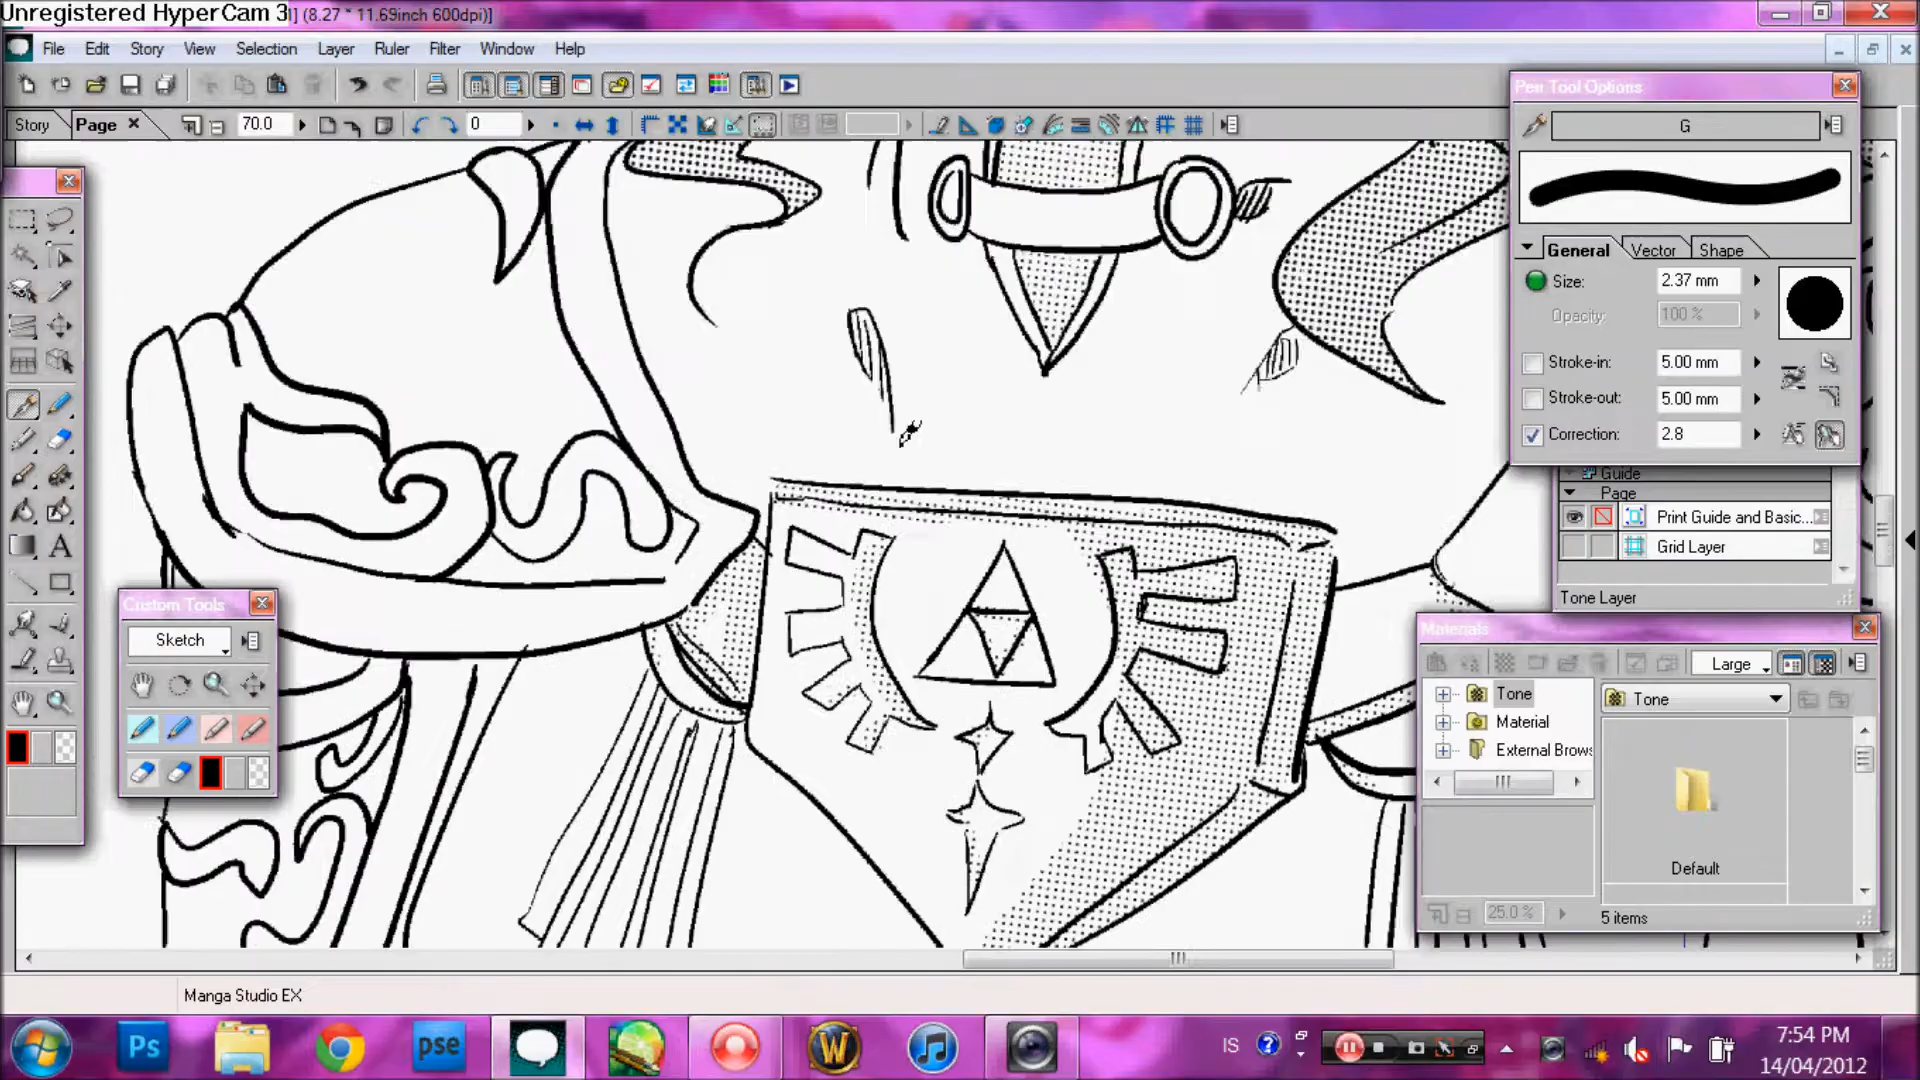 Unregistered HyperCam 3
] (8.27 * 11.69inch 600dpi)]
File Edit Story View Selection Layer Ruler Filter Window Help
Story Page 70.0 0
Pen Tool Options
G
General Vector Shape
Size: 2.37 mm
Opacity: 100 %
Stroke-in: 5.00 mm
Stroke-out: 5.00 mm
Correction: 2.8
Guide
Page
Print Guide and Basic...
Grid Layer
Tone Layer
Custom Tools
Sketch
Materials
Large
Tone
Material
External Brows
Tone
Default
25.0 %
5 items
A
Manga Studio EX
Ps
pse
W
IS
7:54 PM
14/04/2012